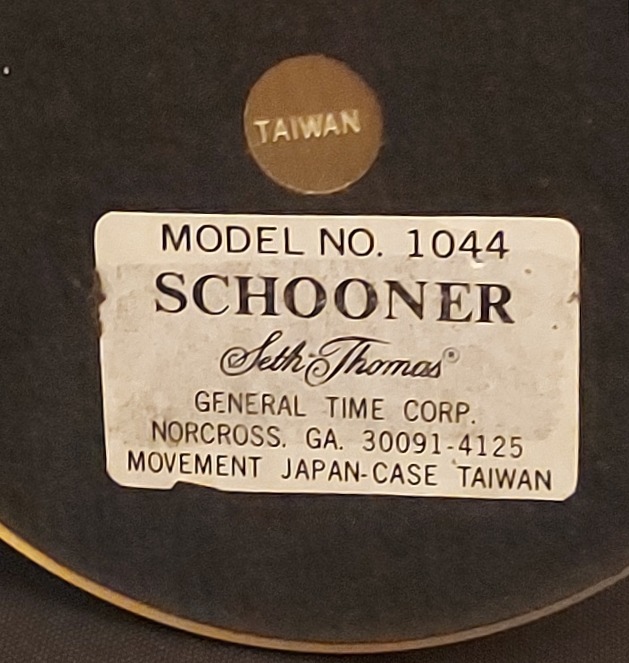 TAIWAN
MODEL NO. 1044
SCHOONER
Seth Thomas®
GENERAL TIME CORP.
NORCROSS. GA. 30091-4125
MOVEMENT JAPAN-CASE TAIWAN